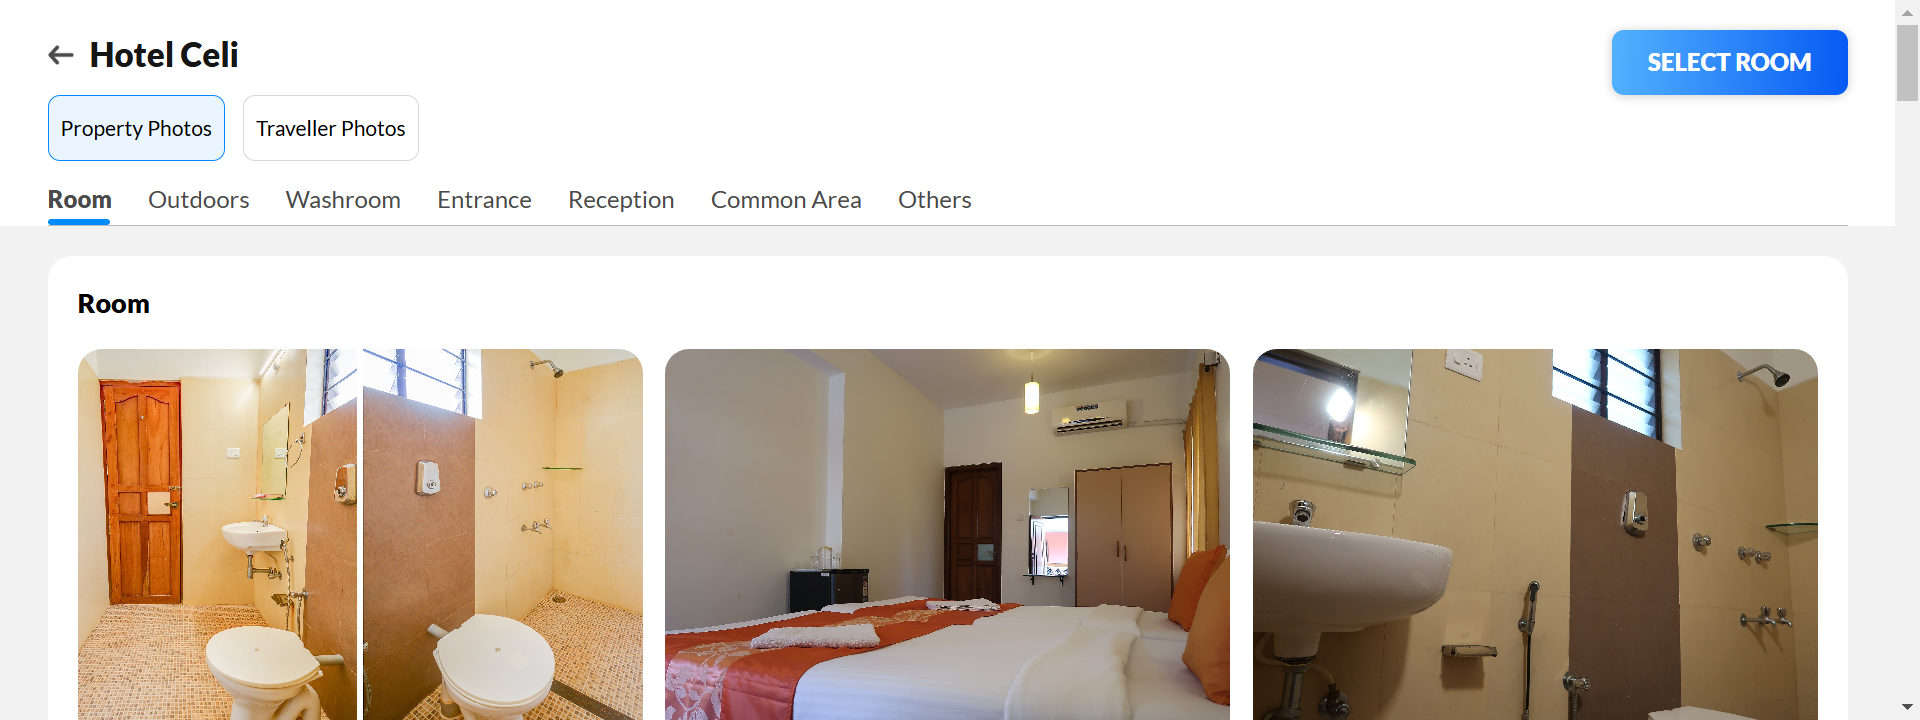 Hotel Celi
SELECT ROOM
Property Photos
Traveller Photos
Room
Outdoors
Washroom
Entrance
Reception
Common Area
Others
Room